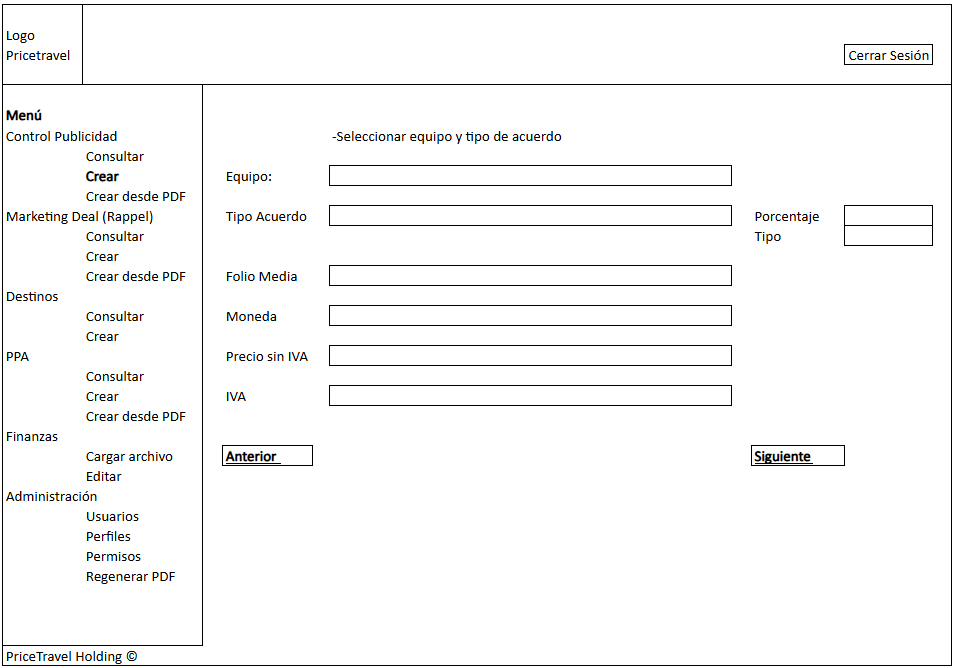 Logo
Pricetravel
Cerrar Sesión
Menú
Control Publicidad
Consultar
Crear
Crear desde PDF
Marketing Deal (Rappel)
Consultar
Crear
Crear desde PDF
Destinos
Consultar
Crear
PPA
Consultar
Crear
Crear desde PDF
Finanzas
Cargar archivo
Editar
Administración
Usuarios
Perfiles
Permisos
Regenerar PDF
-Seleccionar equipo y tipo de acuerdo
Equipo:
Tipo Acuerdo
Porcentaje
Tipo
Folio Media
Moneda
Precio sin IVA
IVA
Anterior
Siguiente
PriceTravel Holding ©